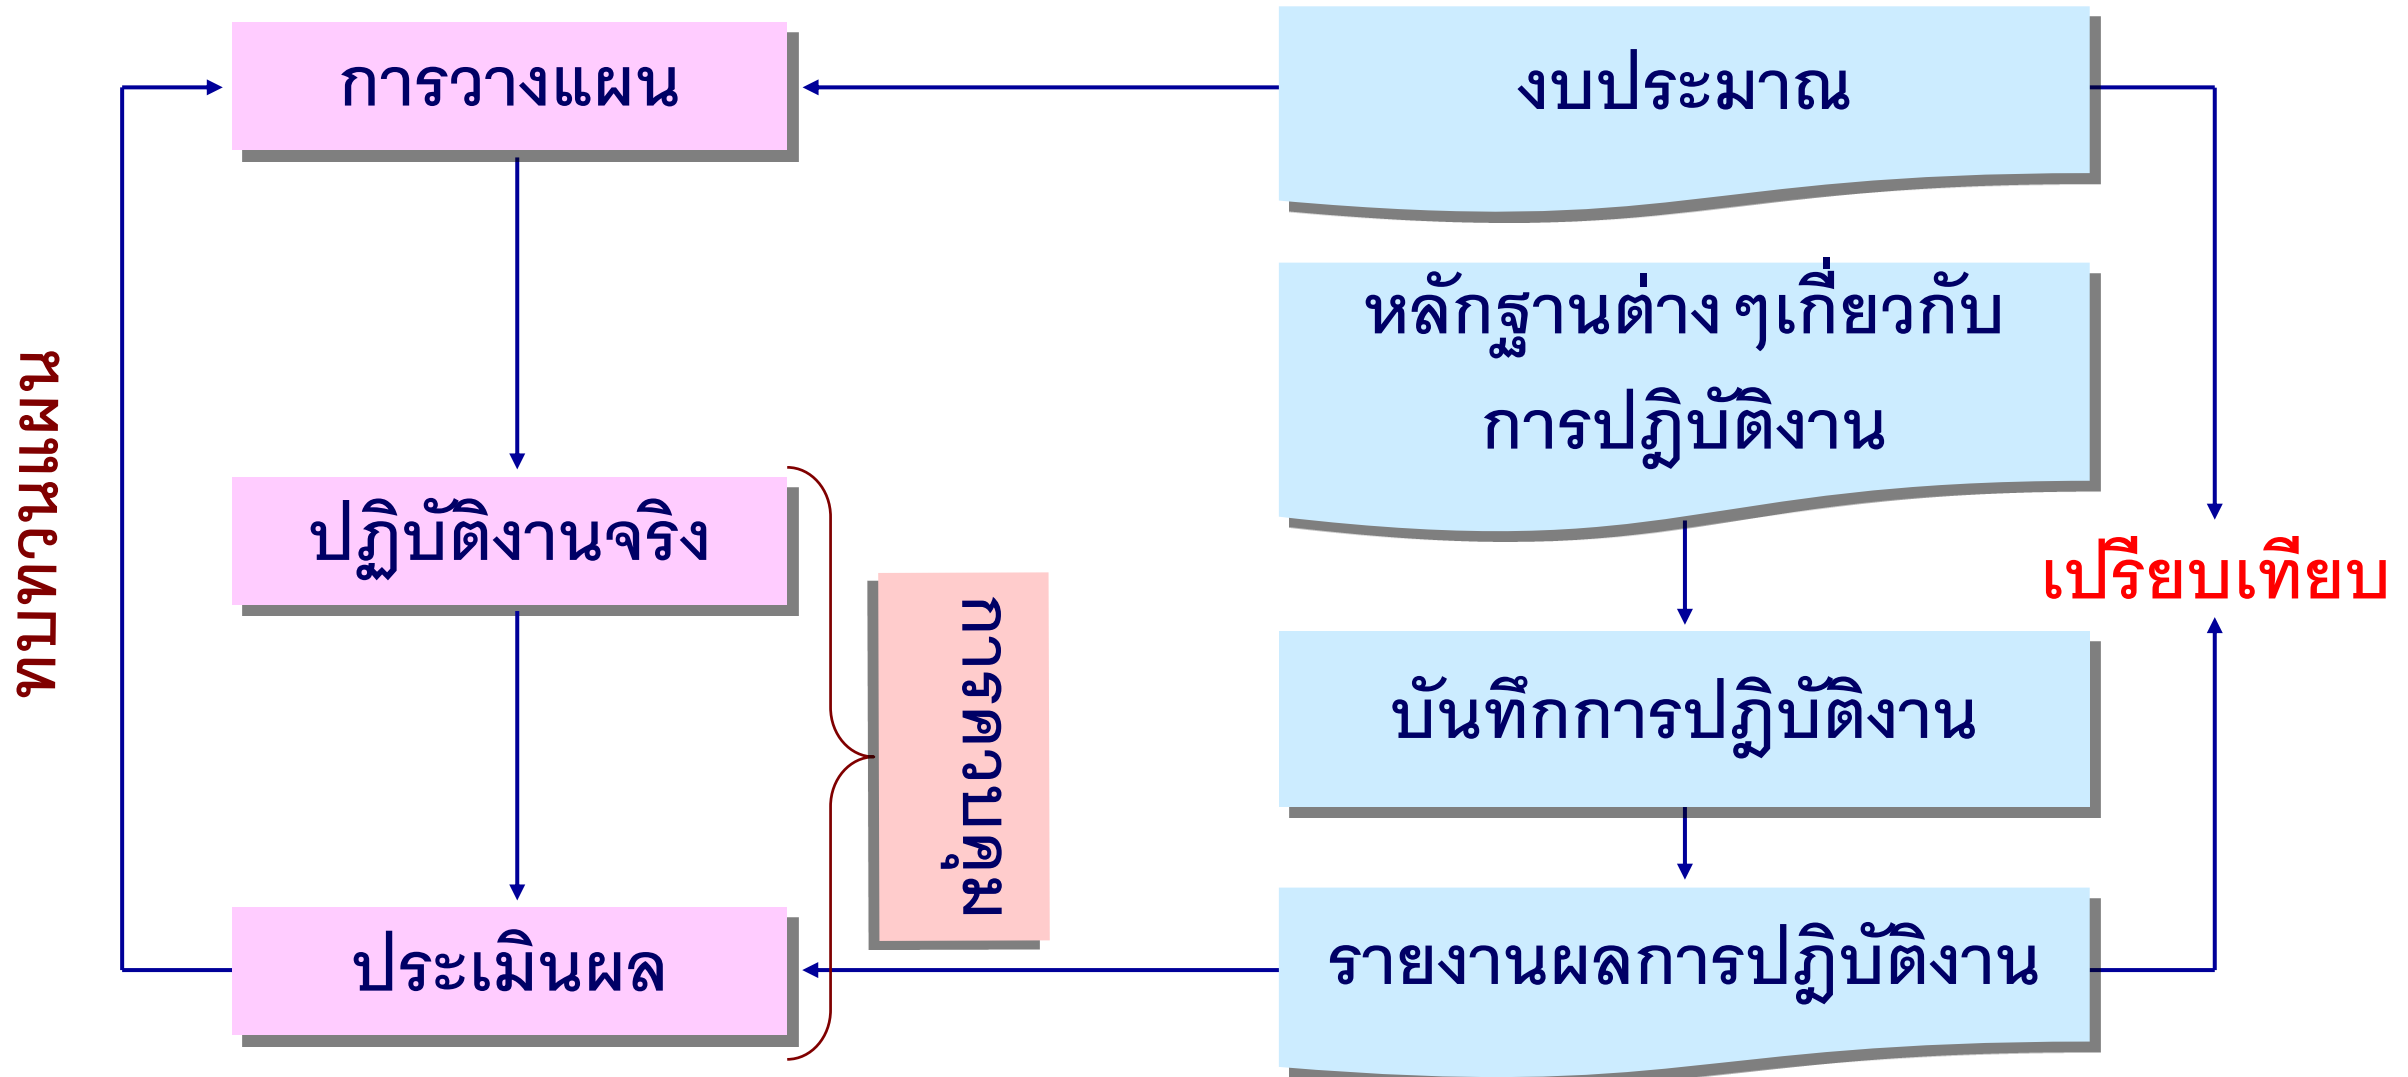 การวางแผน
งบประมาณ
หลักฐานต่าง ๆเกี่ยวกับ
การปฎิบัติงาน
ทบทวนแผน
ปฏิบัติงานจริง
เปรียบเทียบ
การควบคุม
บันทึกการปฎิบัติงาน
ประเมินผล
รายงานผลการปฎิบัติงาน